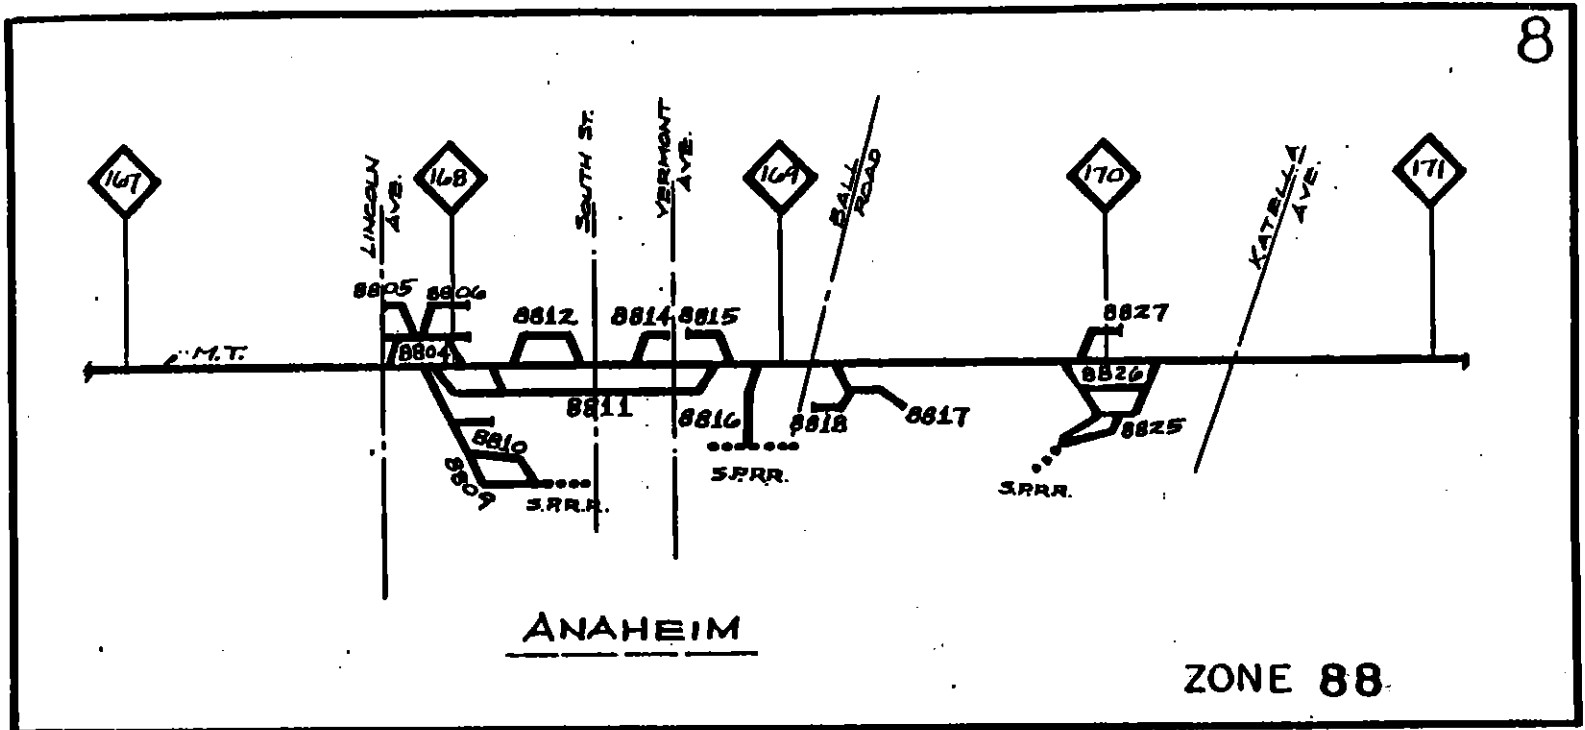 8
167
LINCOLN
AVE.
168
SOUTH ST.
VERMONT
AVE.
169
BALL
ROAD
170
KATELLA
AVE.
171
8805
8806
8812
8814
8815
8827
M.T.
8804
8826
8811
8816
8818
8817
8825
8810
8809
S.P.R.R.
S.P.R.R.
S.P.R.R.
ANAHEIM
ZONE 88